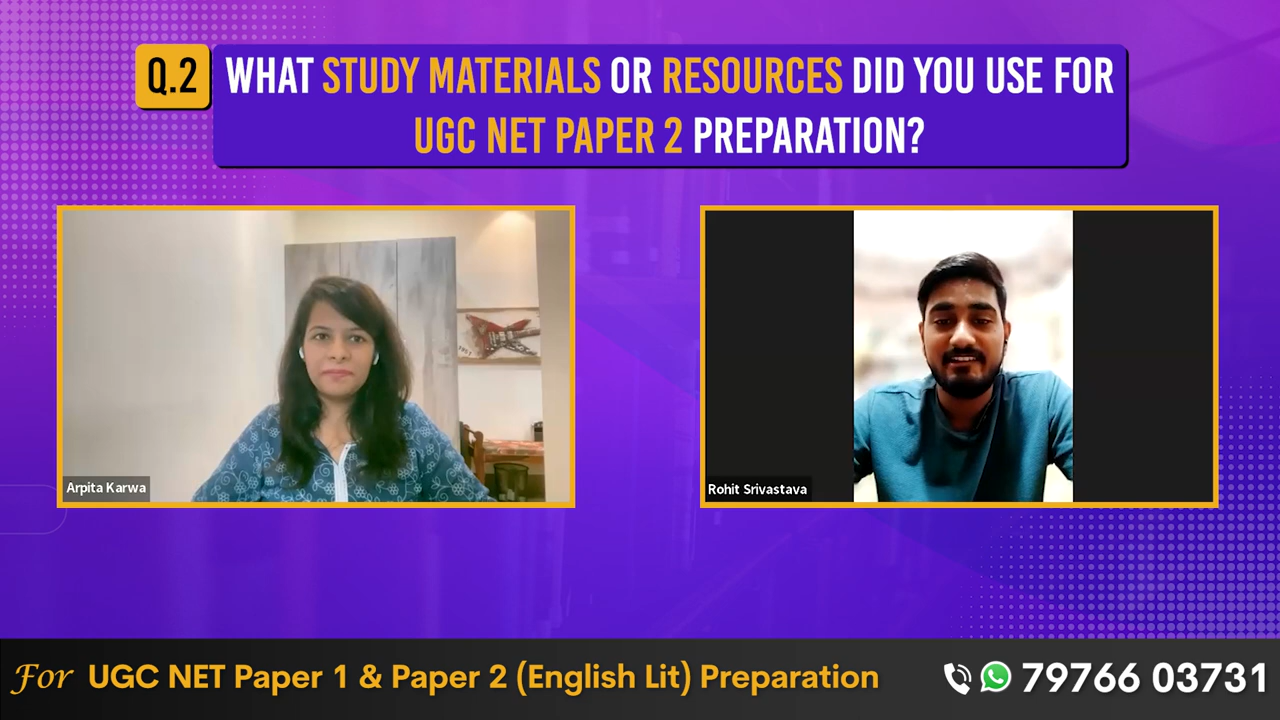 Q.2
WHAT STUDY MATERIALS OR RESOURCES DID YOU USE FOR
UGC NET PAPER 2 PREPARATION?
Arpita Karwa
Rohit Srivastava
For UGC NET Paper 1 & Paper 2 (English Lit) Preparation
79766 03731